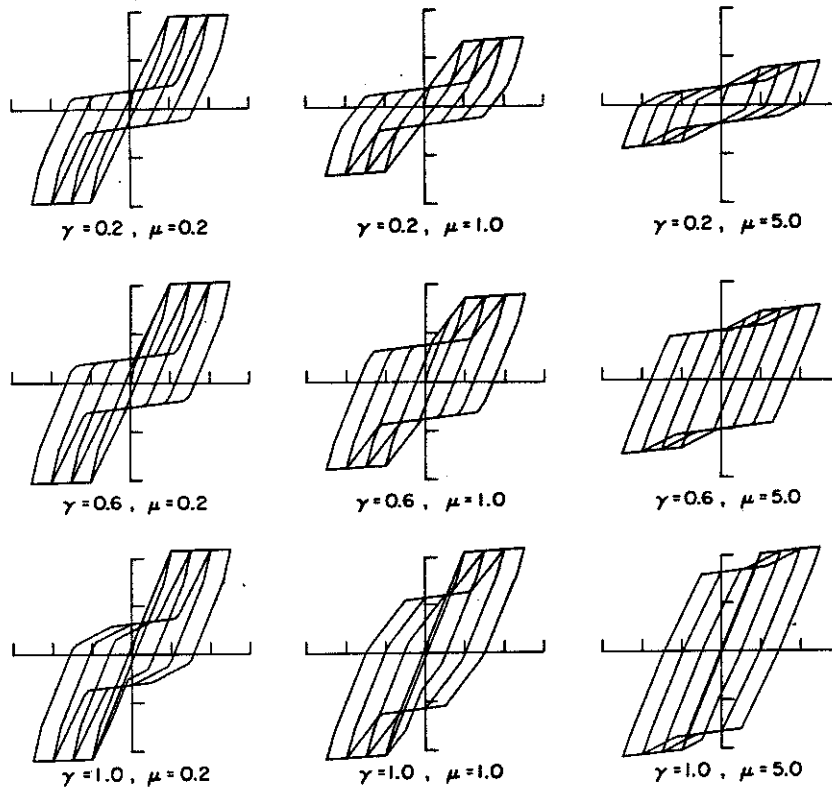 γ=0.2, μ=0.2
γ=0.2, μ=1.0
γ=0.2, μ=5.0
γ=0.6, μ=0.2
γ=0.6, μ=1.0
γ=0.6, μ=5.0
γ=1.0, μ=0.2
γ=1.0, μ=1.0
γ=1.0, μ=5.0